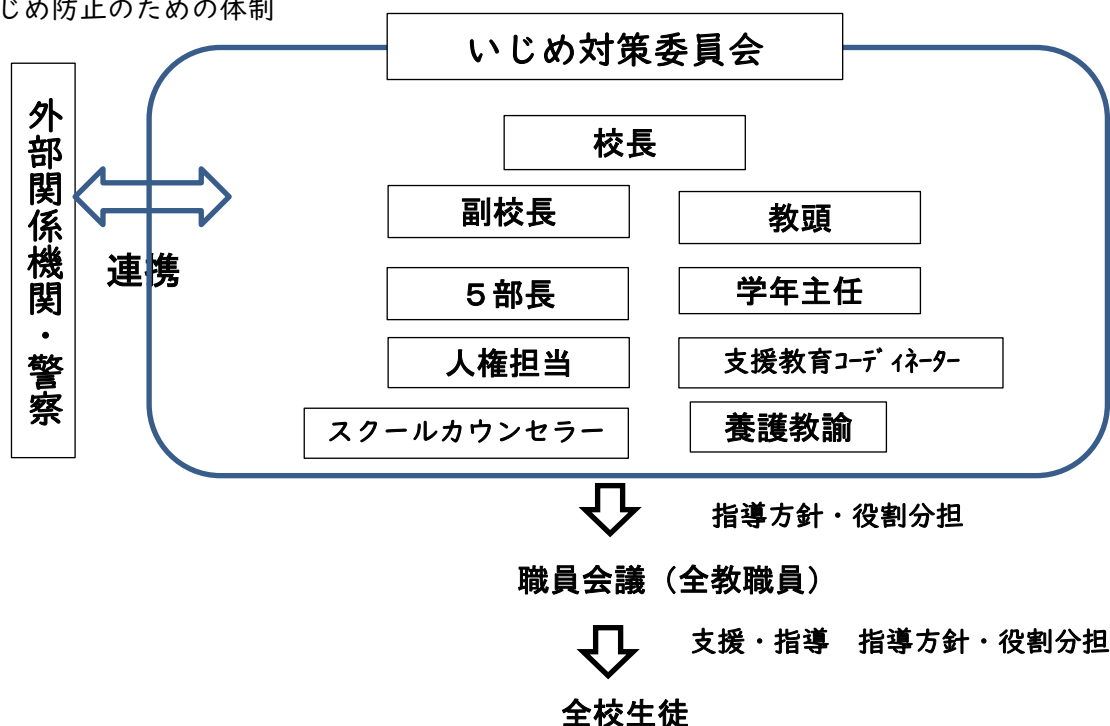 じめ防止のための体制
いじめ対策委員会
外部関係機関・警察
連携
校長
副校長
教頭
５部長
学年主任
人権担当
支援教育ｺｰﾃﾞｨﾈｰﾀｰ
スクールカウンセラー
養護教諭
指導方針・役割分担
職員会議（全教職員）
支援・指導　指導方針・役割分担
全校生徒